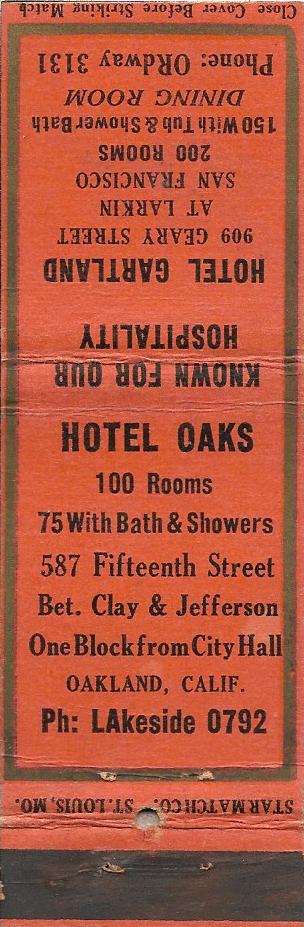 Close Cover Before Striking Match
Phone: ORdway 3131
DINING ROOM
150 With Tub & Shower Bath
200 ROOMS
SAN FRANCISCO
AT LARKIN
909 GEARY STREET
HOTEL GARTLAND
HOSPITALITY
KNOWN FOR OUR
HOTEL OAKS
100 Rooms
75 With Bath & Showers
587 Fifteenth Street
Bet. Clay & Jefferson
One Block from City Hall
OAKLAND, CALIF.
Ph: LAkeside 0792
STAR MATCH CO. ST. LOUIS, MO.